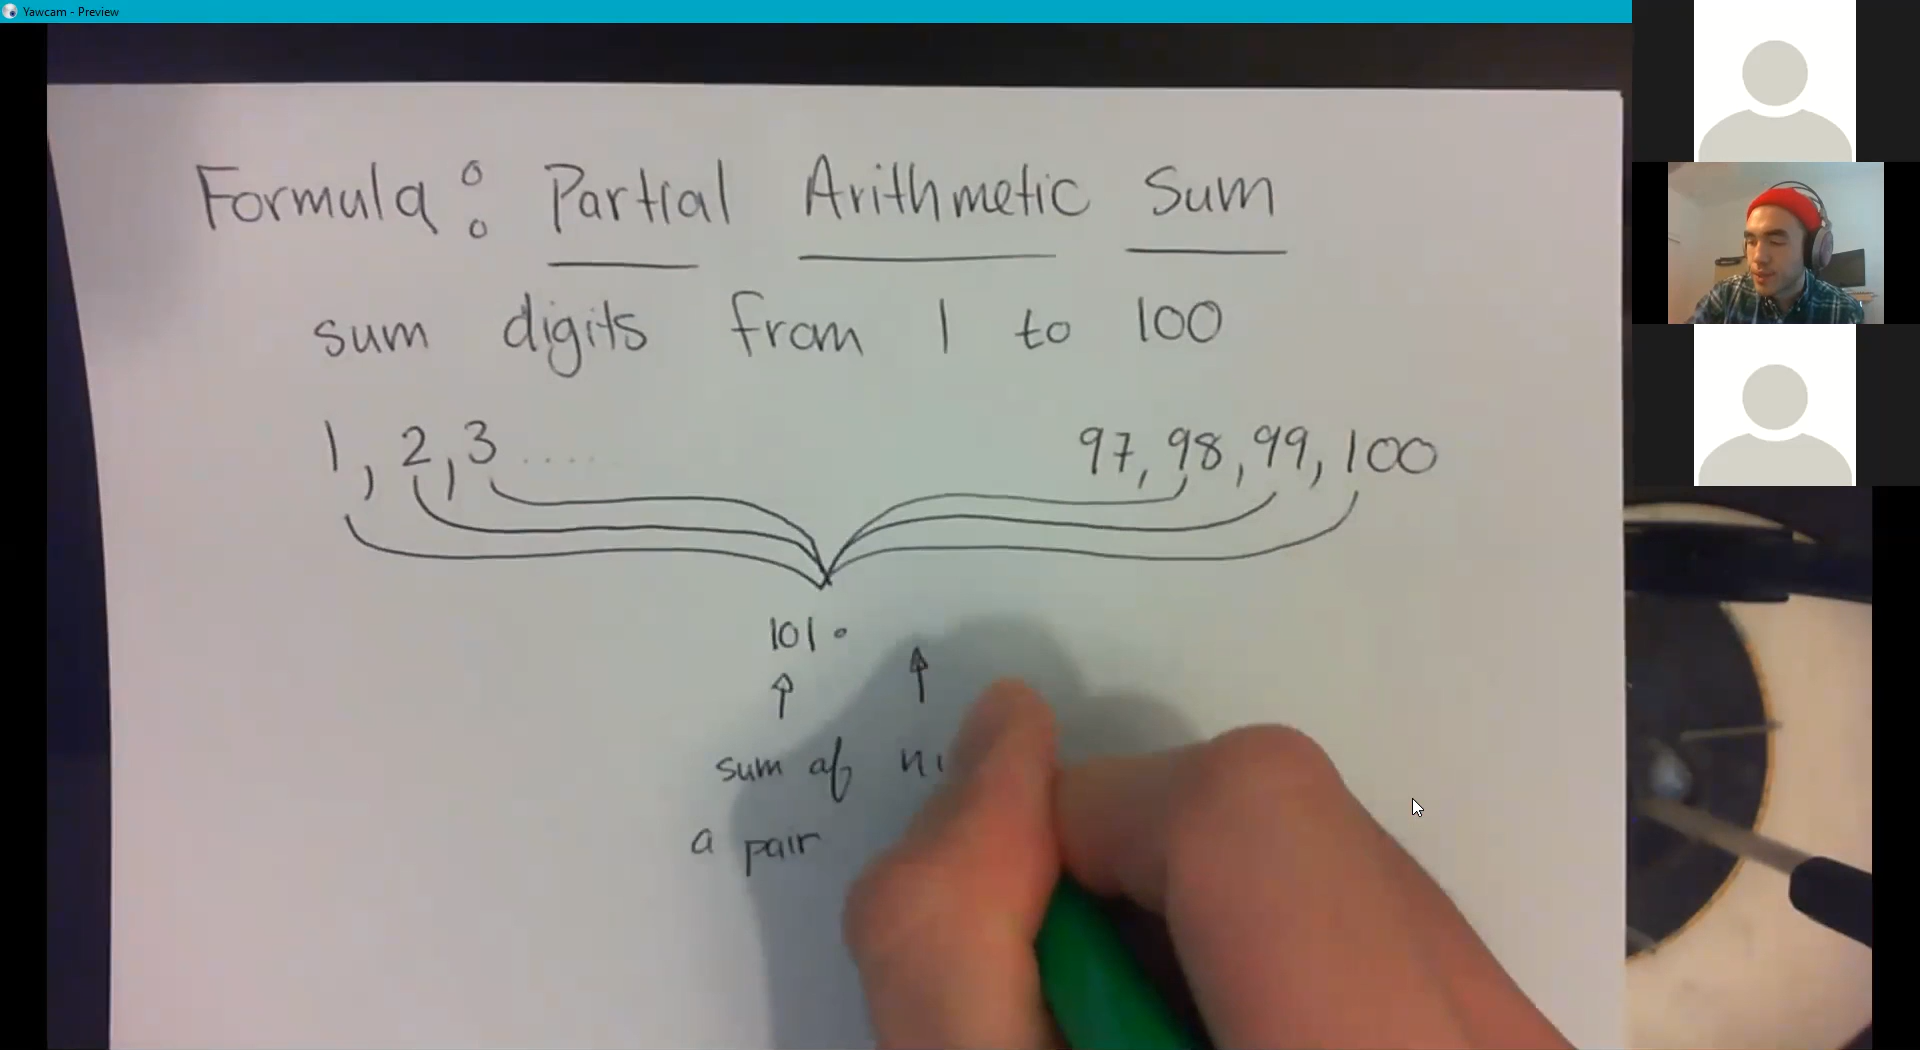 Yawcam - Preview
Formula: Partial Arithmetic Sum
sum digits from 1 to 100
1, 2, 3 .... 97, 98, 99, 100
101 •
sum of
a pair